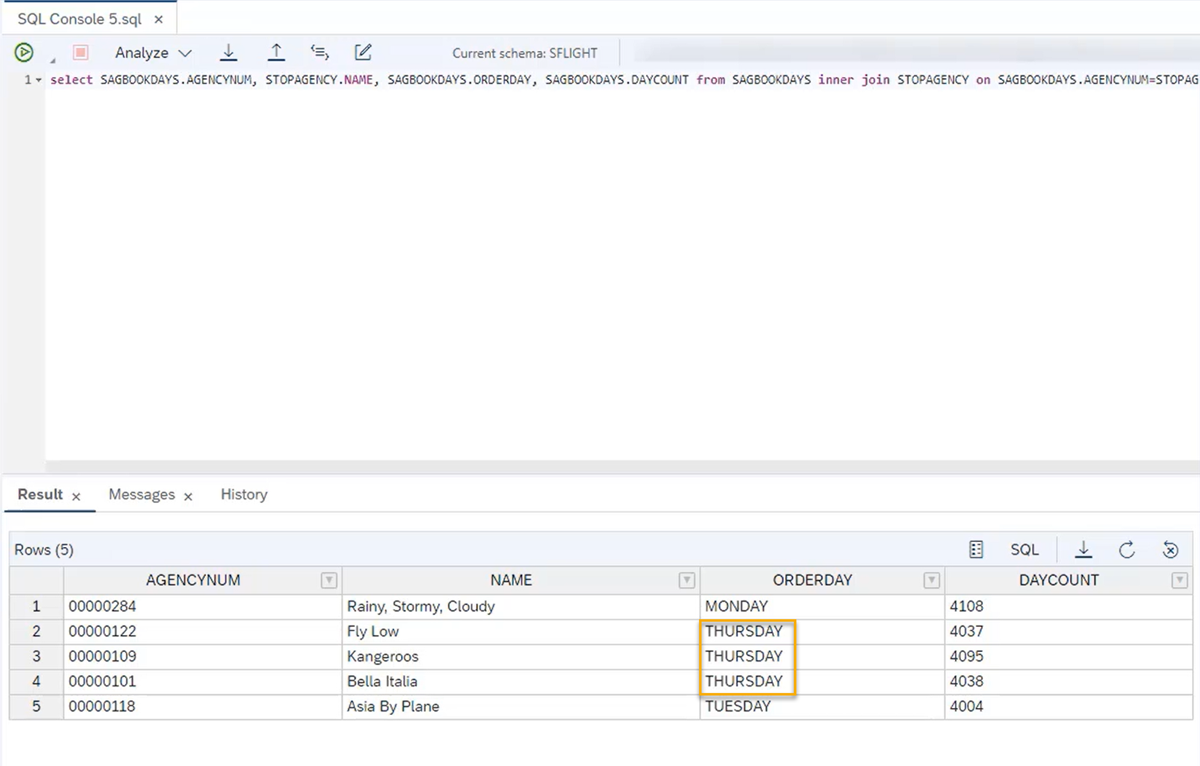 SQL Console 5.sql ×
Analyze Current schema: SFLIGHT
1 select SAGBOOKDAYS.AGENCYNUM, STOPAGENCY.NAME, SAGBOOKDAYS.ORDERDAY, SAGBOOKDAYS.DAYCOUNT from SAGBOOKDAYS inner join STOPAGENCY on SAGBOOKDAYS.AGENCYNUM=STOPAG
Result × Messages × History
Rows (5) SQL
AGENCYNUM NAME ORDERDAY DAYCOUNT
1 00000284 Rainy, Stormy, Cloudy MONDAY 4108
2 00000122 Fly Low THURSDAY 4037
3 00000109 Kangeroos THURSDAY 4095
4 00000101 Bella Italia THURSDAY 4038
5 00000118 Asia By Plane TUESDAY 4004